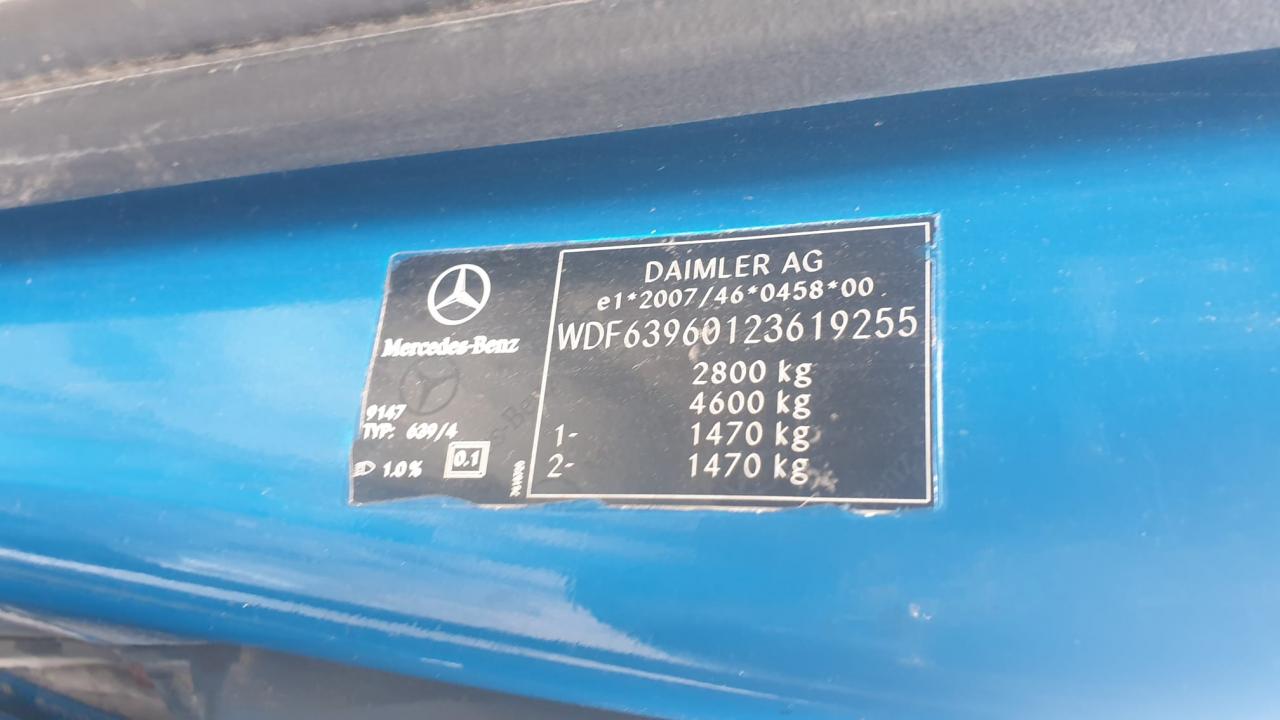 Mercedes-Benz
9147
TYP: 639/4
1.0%
0.1
DAIMLER AG
e1*2007/46*0458*00
WDF63960123619255
2800 kg
4600 kg
1- 1470 kg
2- 1470 kg